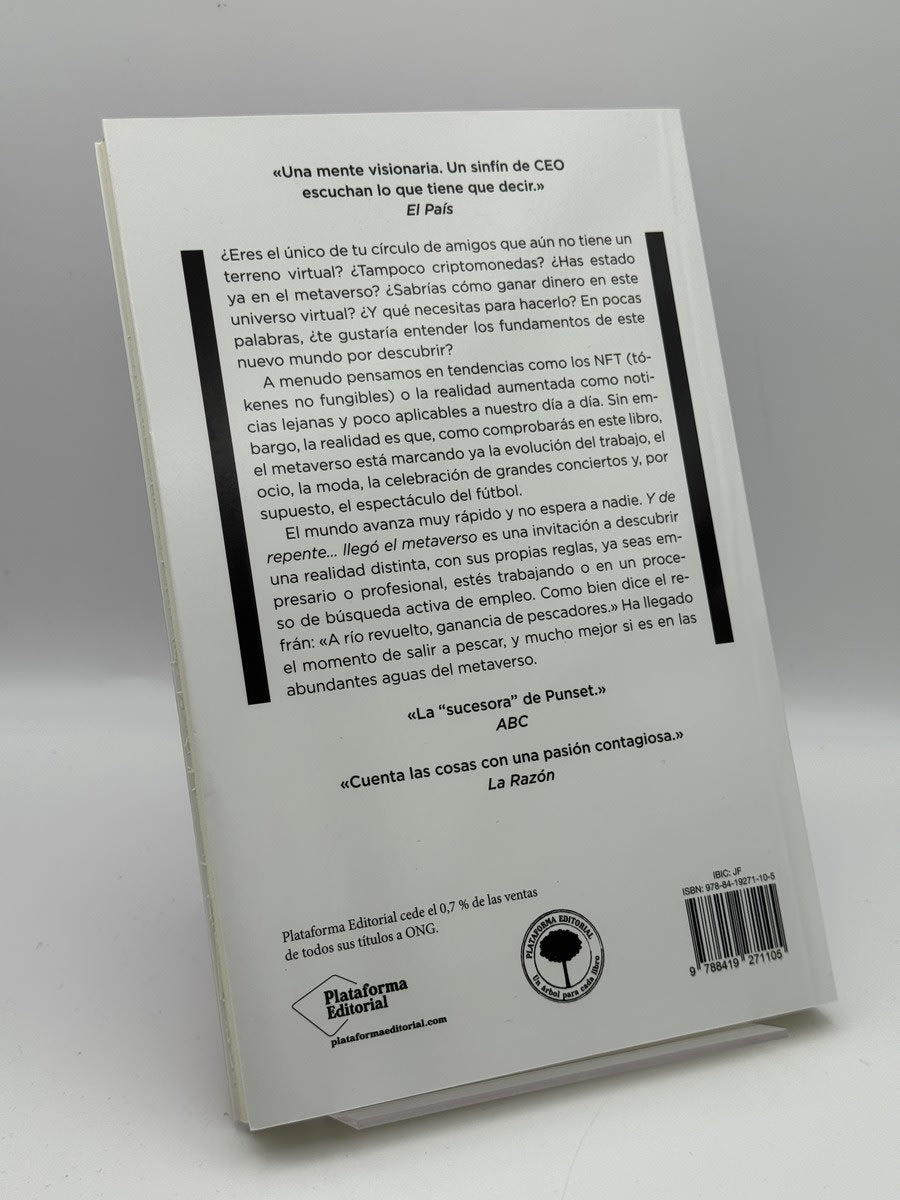 «Una mente visionaria. Un sinfín de CEO
escuchan lo que tiene que decir.»
El País
¿Eres el único de tu círculo de amigos que aún no tiene un
terreno virtual? ¿Tampoco criptomonedas? ¿Has estado
ya en el metaverso? ¿Sabrías cómo ganar dinero en este
universo virtual? ¿Y qué necesitas para hacerlo? En pocas
palabras, ¿te gustaría entender los fundamentos de este
nuevo mundo por descubrir?
A menudo pensamos en tendencias como los NFT (tó-
kenes no fungibles) o la realidad aumentada como noti-
cias lejanas y poco aplicables a nuestro día a día. Sin em-
bargo, la realidad es que, como comprobarás en este libro,
el metaverso está marcando ya la evolución del trabajo, el
ocio, la moda, la celebración de grandes conciertos y, por
supuesto, el espectáculo del fútbol.
El mundo avanza muy rápido y no espera a nadie. Y de
repente... llegó el metaverso es una invitación a descubrir
una realidad distinta, con sus propias reglas, ya seas em-
presario o profesional, estés trabajando o en un proce-
so de búsqueda activa de empleo. Como bien dice el re-
frán: «A río revuelto, ganancia de pescadores.» Ha llegado
el momento de salir a pescar, y mucho mejor si es en las
abundantes aguas del metaverso.
«La “sucesora” de Punset.»
ABC
«Cuenta las cosas con una pasión contagiosa.»
La Razón
Plataforma Editorial cede el 0,7 % de las ventas
de todos sus títulos a ONG.
Plataforma
Editorial
plataformaeditorial.com
PLATAFORMA EDITORIAL
Un árbol para cada libro
IBIC: JF
ISBN: 978-84-19271-10-5
9 788419 271105